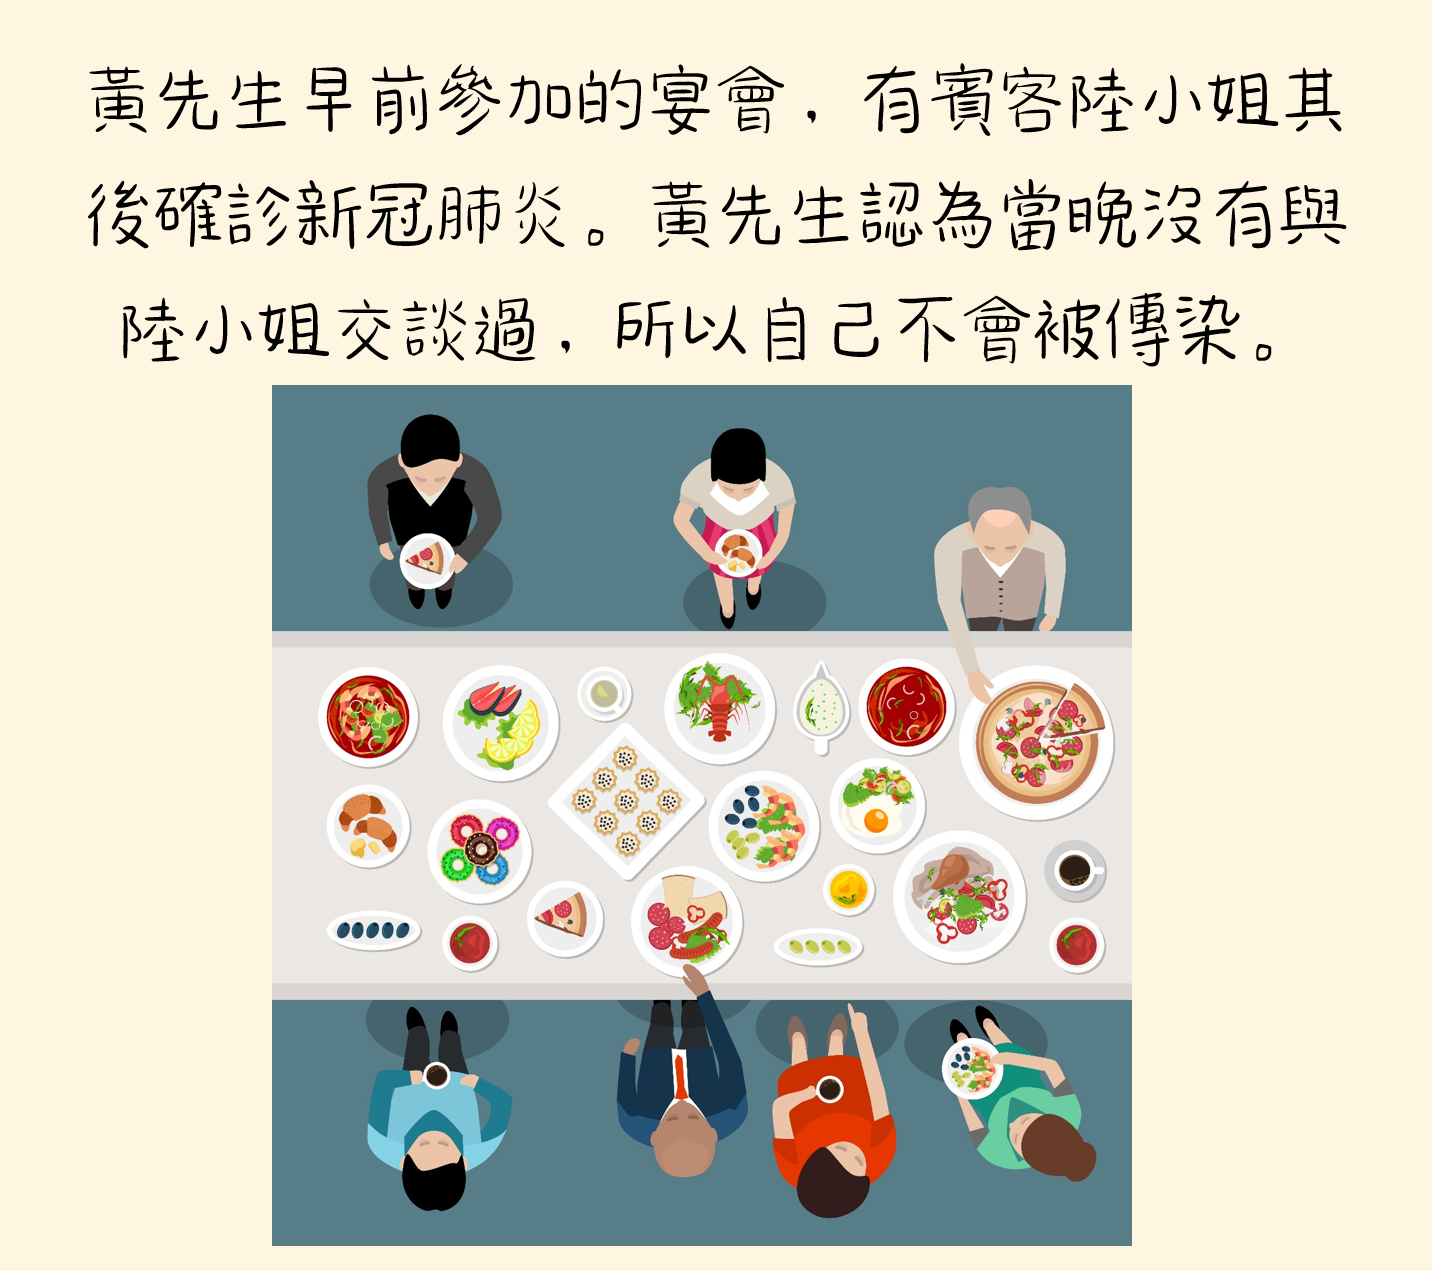 黃先生早前參加的宴會，有賓客陸小姐其
後確診新冠肺炎。黃先生認為當晚沒有與
陸小姐交談過，所以自己不會被傳染。